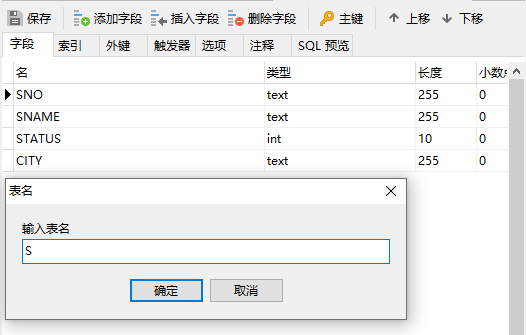 保存 添加字段 插入字段 删除字段 主键 上移 下移
字段 索引 外键 触发器 选项 注释 SQL 预览
名 类型 长度 小数点
SNO text 255 0
SNAME text 255 0
STATUS int 10 0
CITY text 255 0
表名
输入表名
S
确定 取消